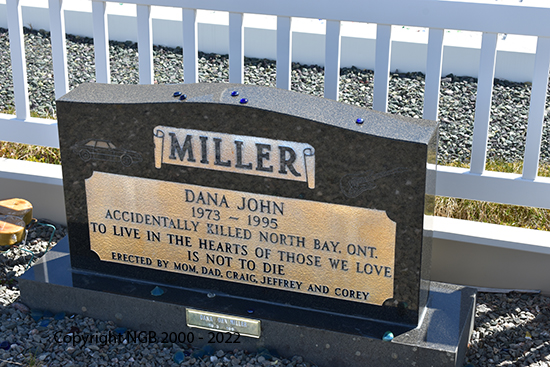 MILLER
DANA JOHN
1973 ~ 1995
ACCIDENTALLY KILLED NORTH BAY, ONT.
TO LIVE IN THE HEARTS OF THOSE WE LOVE
IS NOT TO DIE
ERECTED BY MOM, DAD, CRAIG, JEFFREY AND COREY
Copyright NGB 2000 - 2022